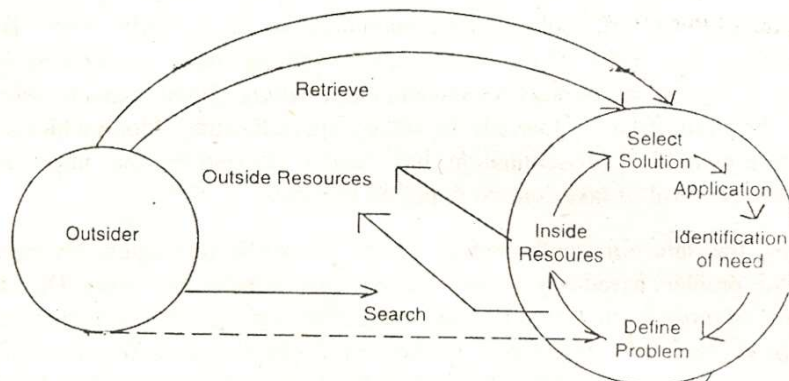 Retrieve
Select
Solution
Outside Resources
Application
Outsider
Inside
Resoures
Identification
of need
Search
Define
Problem